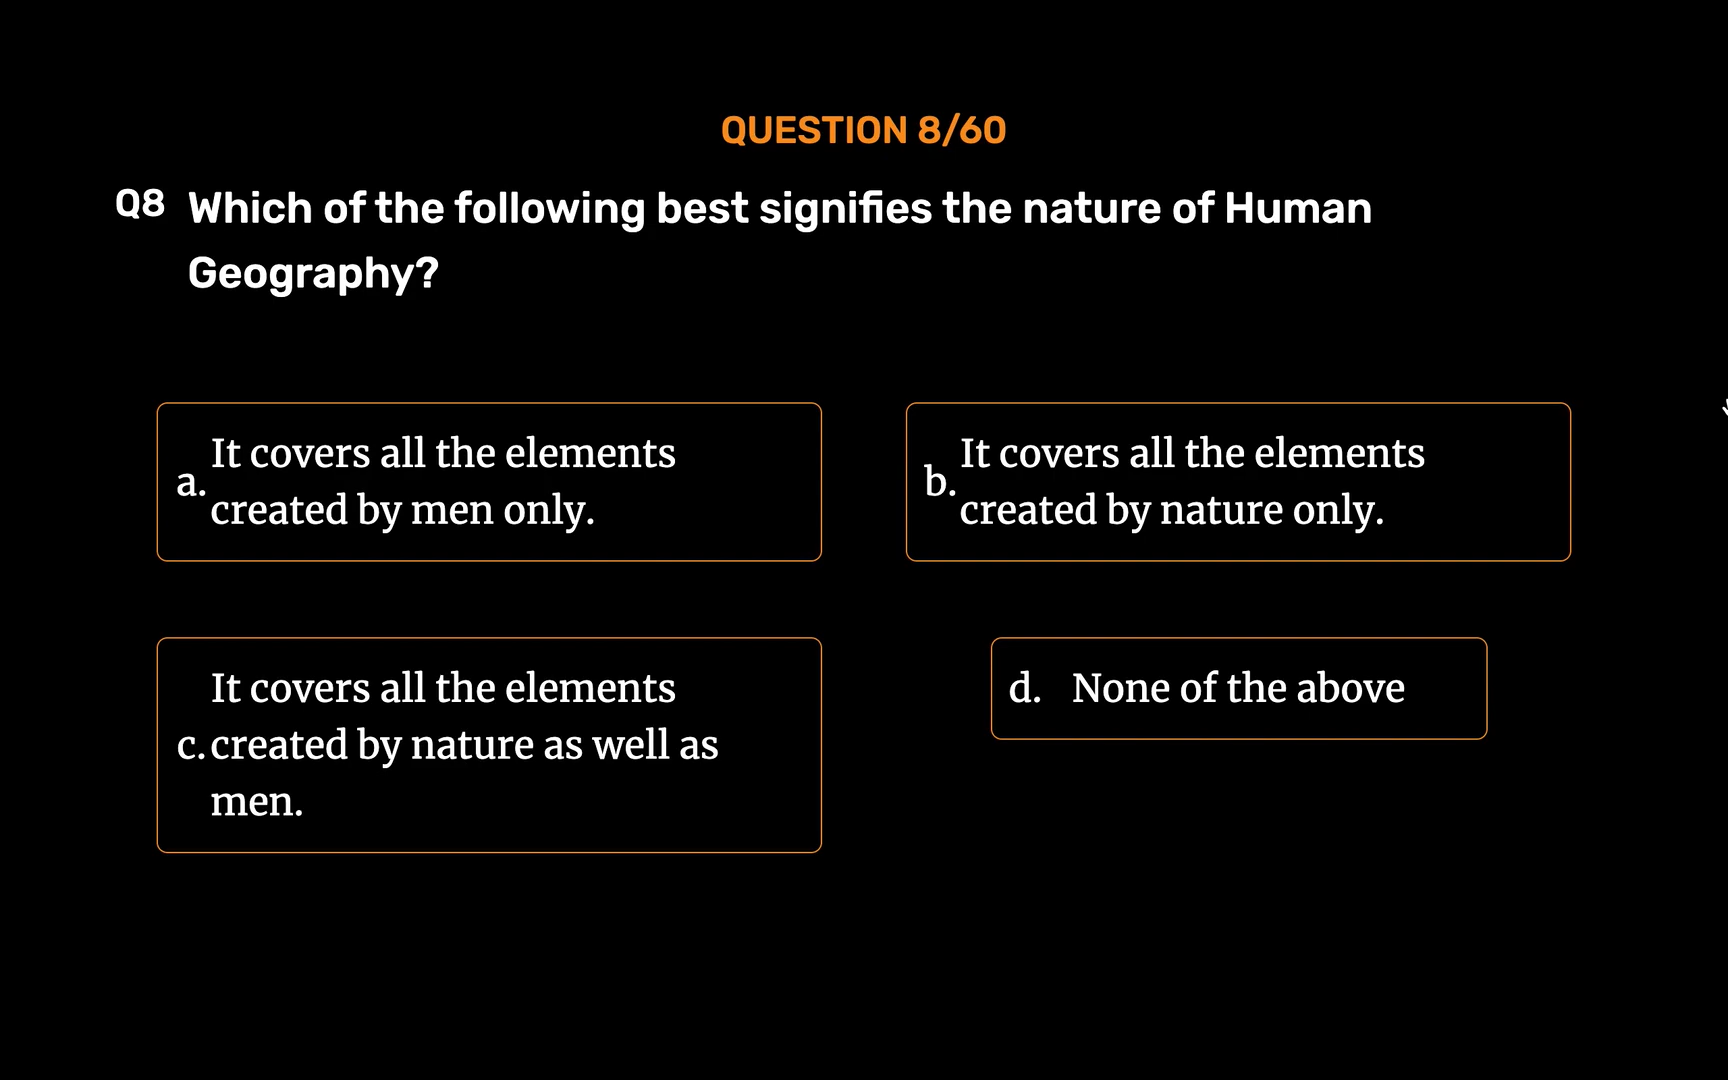 QUESTION 8/60
Q8 Which of the following best signifies the nature of Human
Geography?
a. It covers all the elements
created by men only.
b. It covers all the elements
created by nature only.
It covers all the elements
c. created by nature as well as
men.
d. None of the above